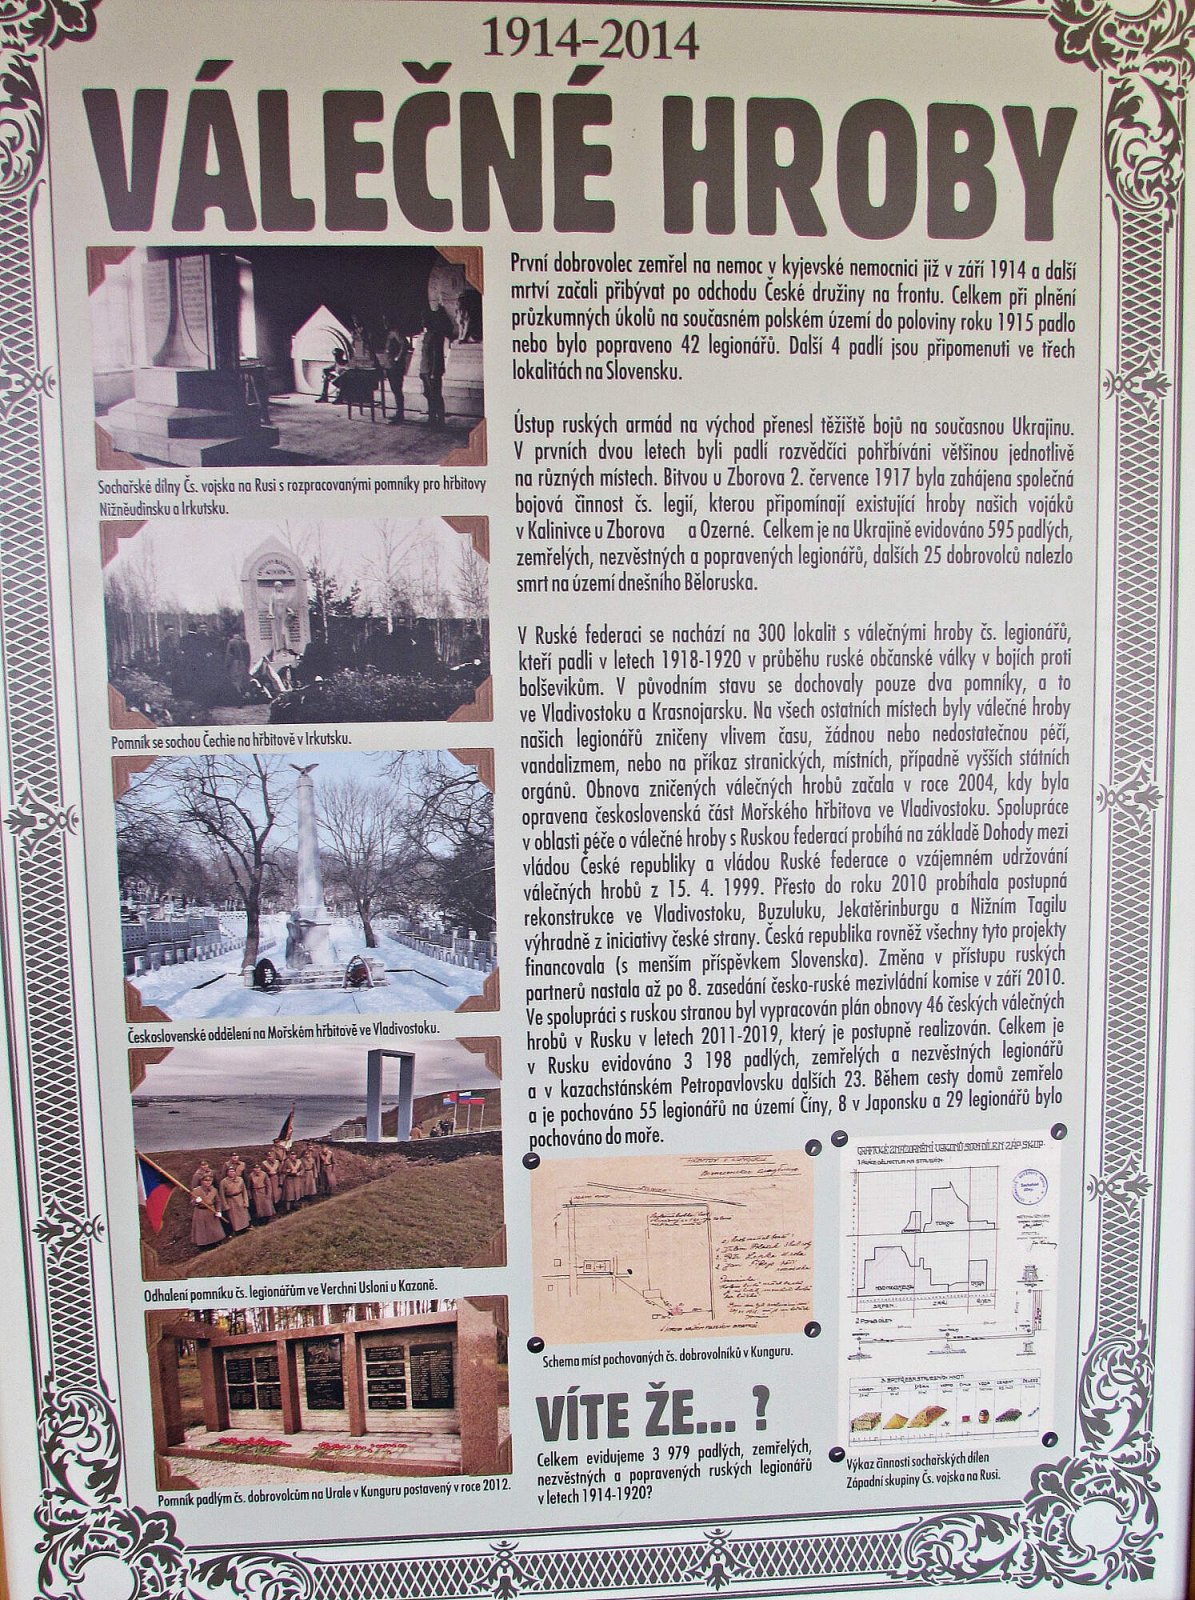 1914-2014
VÁLEČNÉ HROBY
První dobrovolec zemřel na nemoc v kyjevské nemocnici již v září 1914 a další
mrtví začali přibývat po odchodu České družiny na frontu. Celkem při plnění
průzkumných úkolů na současném polském území do poloviny roku 1915 padlo
nebo bylo popraveno 42 legionářů. Další 4 padlí jsou připomenuti ve třech
lokalitách na Slovensku.
Ústup ruských armád na východ přenesl těžiště bojů na současnou Ukrajinu.
V prvních dvou letech byli padlí rozvědčíci pohřbíváni většinou jednotlivě
na různých místech. Bitvou u Zborova 2. července 1917 byla zahájena společná
bojová činnost čs. legií, kterou připomínají existující hroby našich vojáků
v Kalinivce u Zborova a Ozerné. Celkem je na Ukrajině evidováno 595 padlých,
zemřelých, nezvěstných a popravených legionářů, dalších 25 dobrovolců nalezlo
smrt na území dnešního Běloruska.
V Ruské federaci se nachází na 300 lokalit s válečnými hroby čs. legionářů,
kteří padli v letech 1918-1920 v průběhu ruské občanské války v bojích proti
bolševikům. V původním stavu se dochovaly pouze dva pomníky, a to
ve Vladivostoku a Krasnojarsku. Na všech ostatních místech byly válečné hroby
našich legionářů zničeny vlivem času, žádnou nebo nedostatečnou péčí,
vandalizmem, nebo na příkaz stranických, místních, případně vyšších státních
orgánů. Obnova zničených válečných hrobů začala v roce 2004, kdy byla
opravena československá část Mořského hřbitova ve Vladivostoku. Spolupráce
v oblasti péče o válečné hroby s Ruskou federací probíhá na základě Dohody mezi
vládou České republiky a vládou Ruské federace o vzájemném udržování
válečných hrobů z 15. 4. 1999. Přesto do roku 2010 probíhala postupná
rekonstrukce ve Vladivostoku, Buzuluku, Jekatěrinburgu a Nižním Tagilu
výhradně z iniciativy české strany. Česká republika rovněž všechny tyto projekty
financovala (s menším příspěvkem Slovenska). Změna v přístupu ruských
partnerů nastala až po 8. zasedání česko-ruské mezivládní komise v září 2010.
Ve spolupráci s ruskou stranou byl vypracován plán obnovy 46 českých válečných
hrobů v Rusku v letech 2011-2019, který je postupně realizován. Celkem je
v Rusku evidováno 3 198 padlých, zemřelých a nezvěstných legionářů
a v kazachstánském Petropavlovsku dalších 23. Během cesty domů zemřelo
a je pochováno 55 legionářů na území Číny, 8 v Japonsku a 29 legionářů bylo
pochováno do moře.
Sochařské dílny Čs. vojska na Rusi s rozpracovanými pomníky pro hřbitovy
Nižněudinsku a Irkutsku.
Pomník se sochou Čechie na hřbitově v Irkutsku.
Československé oddělení na Mořském hřbitově ve Vladivostoku.
Odhalení pomníku čs. legionářům ve Verchni Usloni u Kazaně.
Pomník padlým čs. dobrovolcům na Urale v Kunguru postavený v roce 2012.
Schema míst pochovaných čs. dobrovolníků v Kunguru.
VÍTE ŽE... ?
Celkem evidujeme 3 979 padlých, zemřelých,
nezvěstných a popravených ruských legionářů
v letech 1914-1920?
GRAFICKÉ ZNÁZORNĚNÍ VÝKONŮ SOCH. DÍLEN ZÁP. SKUP.
TOMSK
SRPEN ZÁŘÍ ŘÍJEN
Výkaz činnosti sochařských dílen
Západní skupiny Čs. vojska na Rusi.